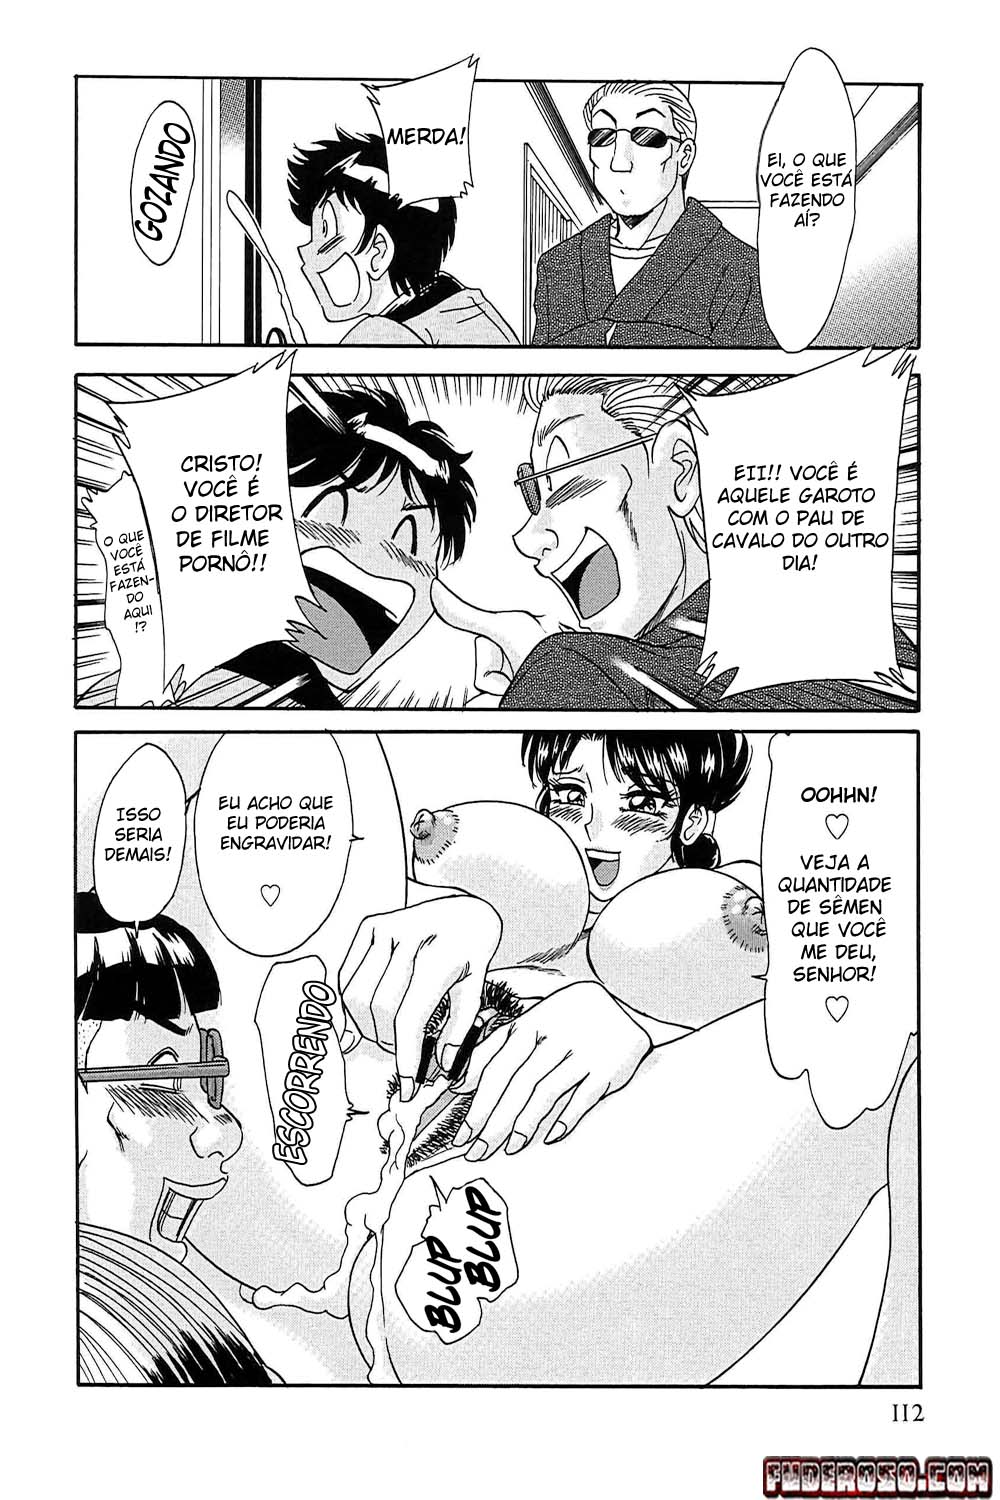 EI, O QUE
VOCÊ ESTÁ
FAZENDO
AÍ?
MERDA!
GOZANDO
EII!! VOCÊ É
AQUELE GAROTO
COM O PAU DE
CAVALO DO OUTRO
DIA!
CRISTO!
VOCÊ É
O DIRETOR
DE FILME
PORNÔ!!
O QUE
VOCÊ
ESTÁ
FAZEN-
DO
AQUI
!?
OOHHN!
♡
VEJA A
QUANTIDADE
DE SÊMEN
QUE VOCÊ
ME DEU,
SENHOR!
♡
EU ACHO QUE
EU PODERIA
ENGRAVIDAR!
♡
ISSO
SERIA
DEMAIS!
ESCORRENDO
BLUP
BLUP
112
FUDEROSO.COM